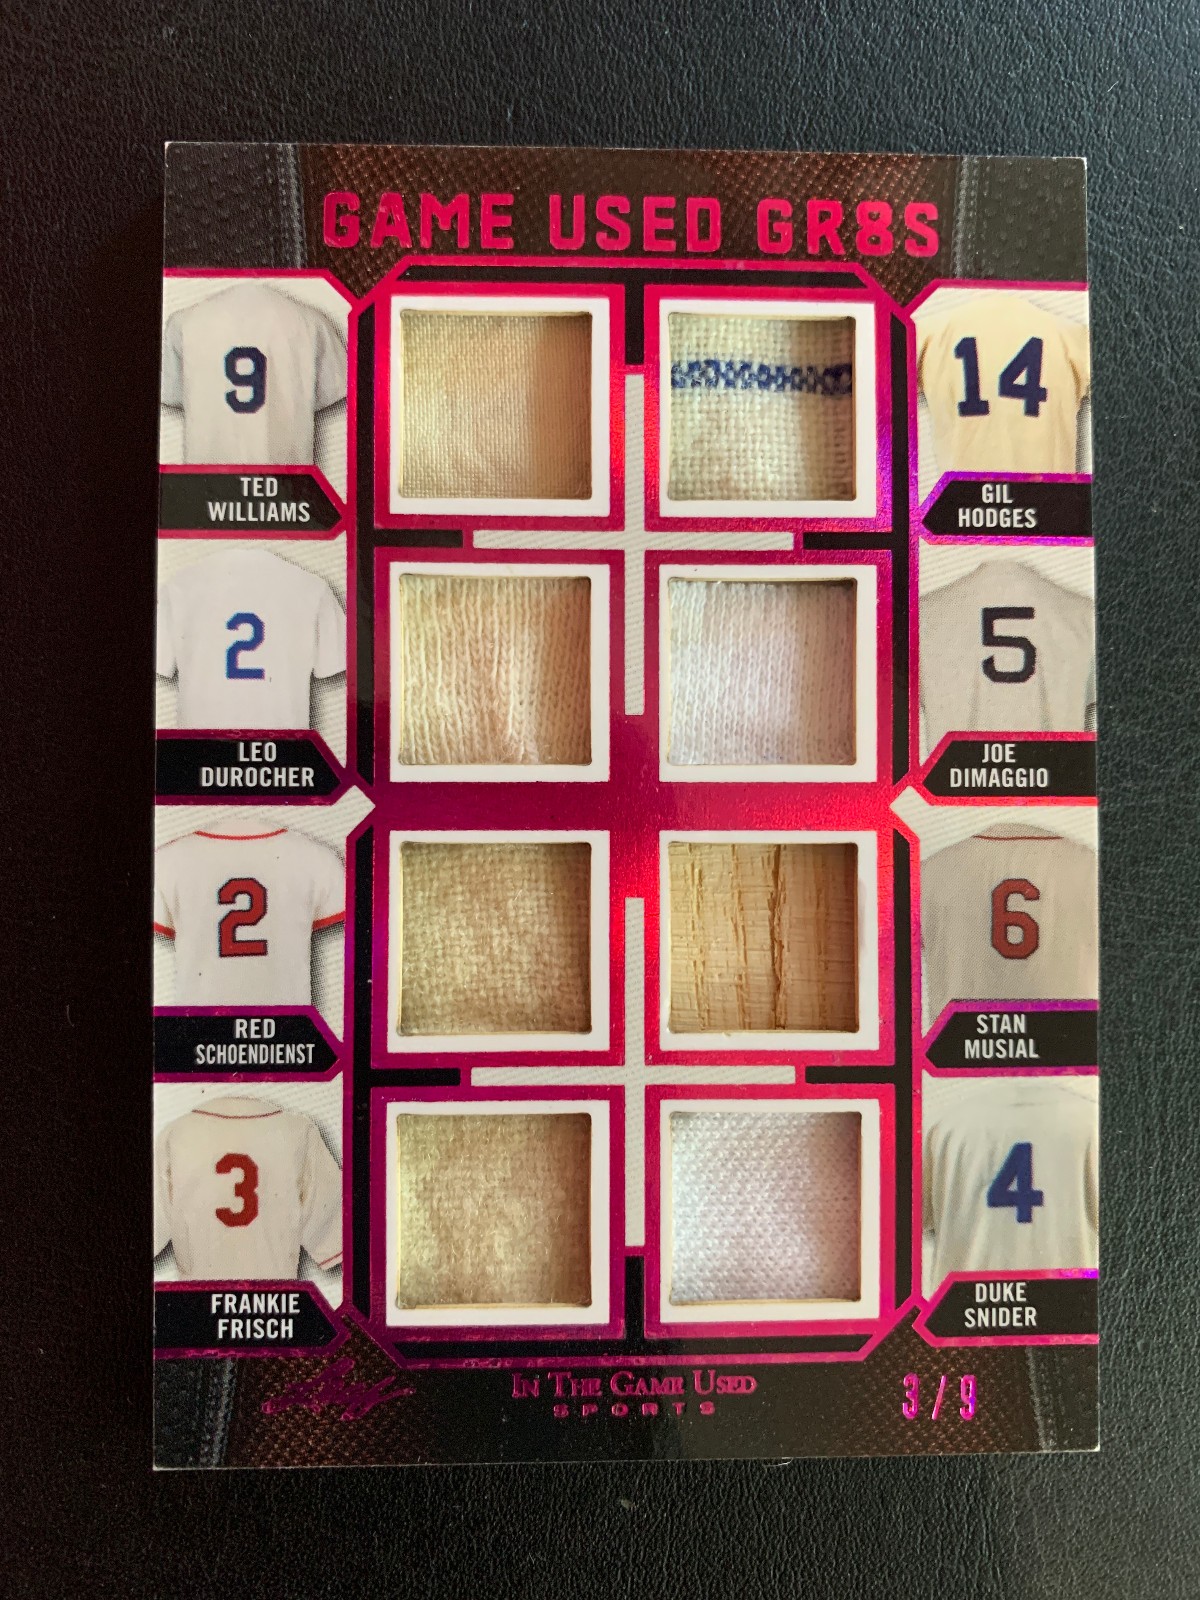 GAME USED GR8S
9
TED
WILLIAMS
14
GIL
HODGES
2
LEO
DUROCHER
5
JOE
DIMAGGIO
2
RED
SCHOENDIENST
6
STAN
MUSIAL
3
FRANKIE
FRISCH
4
DUKE
SNIDER
Leaf
IN THE GAME USED
SPORTS
3/9